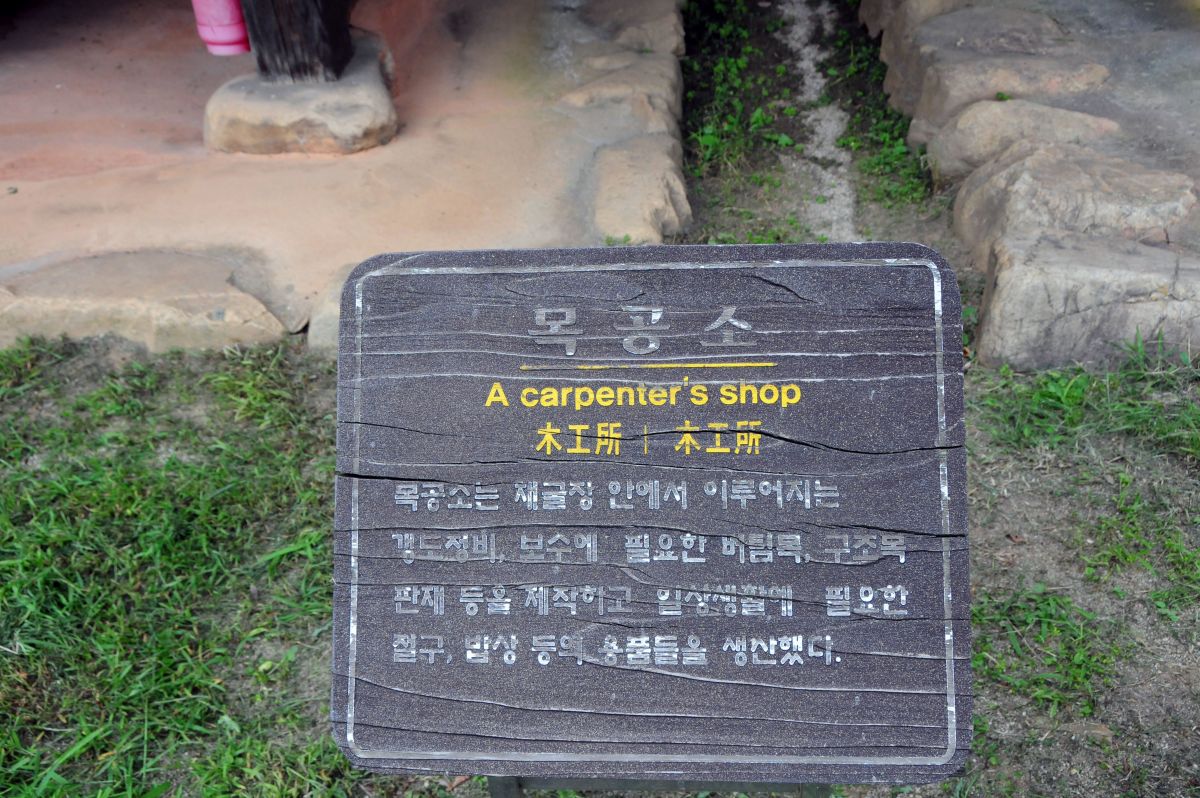 목공소
A carpenter's shop
木工所 | 木工所
목공소는 채굴장 안에서 이루어지는
갱도정비, 보수에 필요한 버팀목, 구조목
판재 등을 제작하고 일상생활에 필요한
절구, 밥상 등의 용품들을 생산했다.